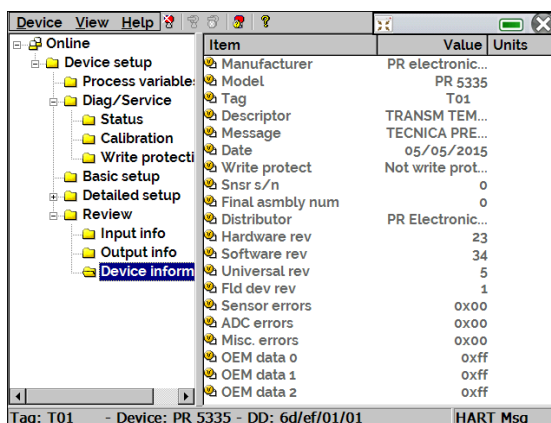 Device View Help
Online
Device setup
Process variable
Diag/Service
Status
Calibration
Write protecti
Basic setup
Detailed setup
Review
Input info
Output info
Device inform
Item Value Units
Manufacturer PR electronic...
Model PR 5335
Tag T01
Descriptor TRANSM TEM...
Message TECNICA PRE...
Date 05/05/2015
Write protect Not write prot...
Snsr s/n 0
Final asmbly num 0
Distributor PR Electronic...
Hardware rev 23
Software rev 34
Universal rev 5
Fld dev rev 1
Sensor errors 0x00
ADC errors 0x00
Misc. errors 0x00
OEM data 0 0xff
OEM data 1 0xff
OEM data 2 0xff
Tag: T01 - Device: PR 5335 - DD: 6d/ef/01/01 HART Msg